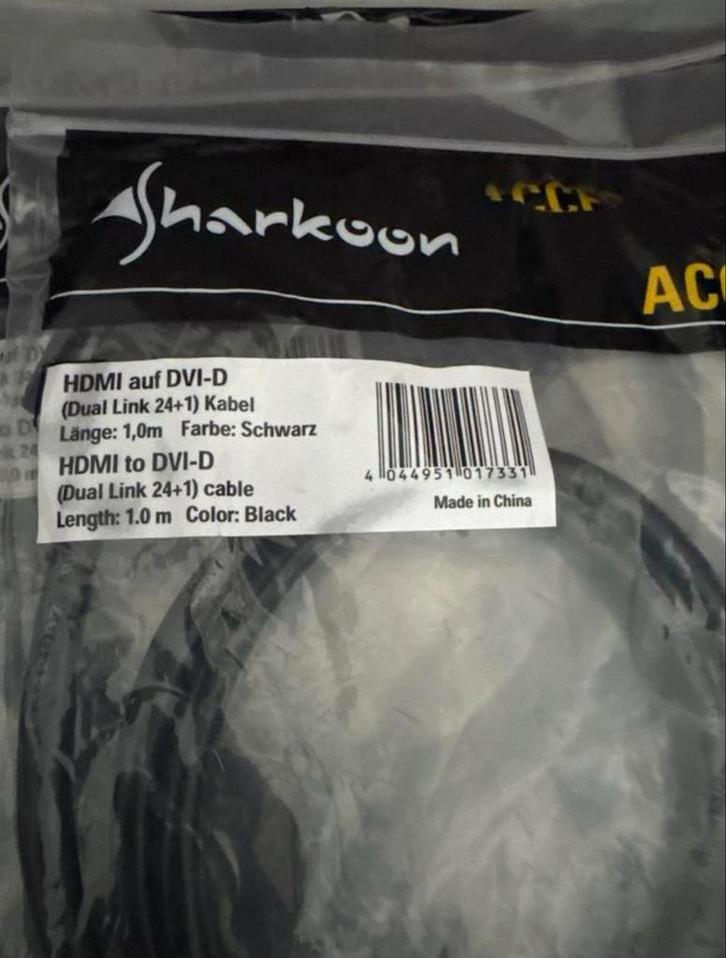 Sharkoon
ACC
HDMI auf DVI-D
(Dual Link 24+1) Kabel
Länge: 1,0m Farbe: Schwarz
HDMI to DVI-D
(Dual Link 24+1) cable
Length: 1.0 m Color: Black
4 044951 017331
Made in China